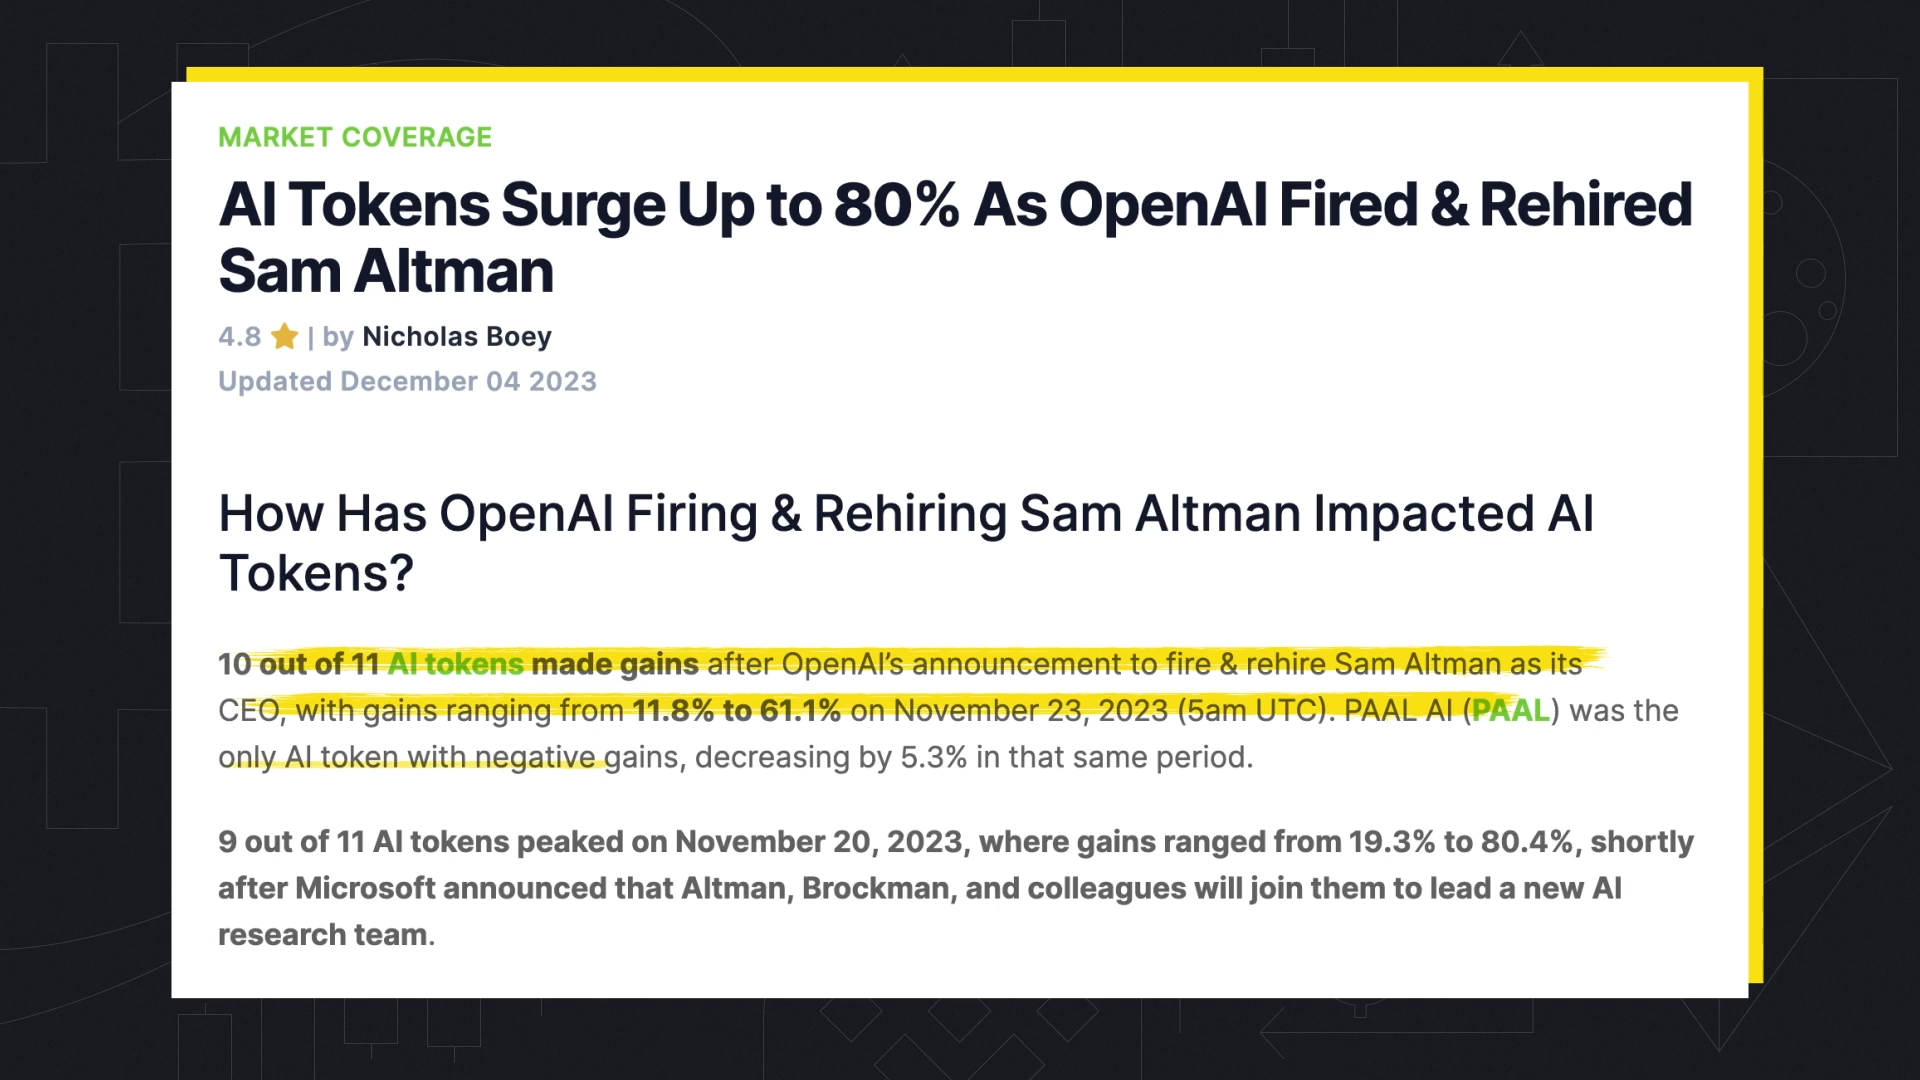 MARKET COVERAGE
AI Tokens Surge Up to 80% As OpenAI Fired & Rehired
Sam Altman
4.8 ⭐ | by Nicholas Boey
Updated December 04 2023
How Has OpenAI Firing & Rehiring Sam Altman Impacted AI
Tokens?
10 out of 11 AI tokens made gains after OpenAI’s announcement to fire & rehire Sam Altman as its
CEO, with gains ranging from 11.8% to 61.1% on November 23, 2023 (5am UTC). PAAL AI (PAAL) was the
only AI token with negative gains, decreasing by 5.3% in that same period.
9 out of 11 AI tokens peaked on November 20, 2023, where gains ranged from 19.3% to 80.4%, shortly
after Microsoft announced that Altman, Brockman, and colleagues will join them to lead a new AI
research team.